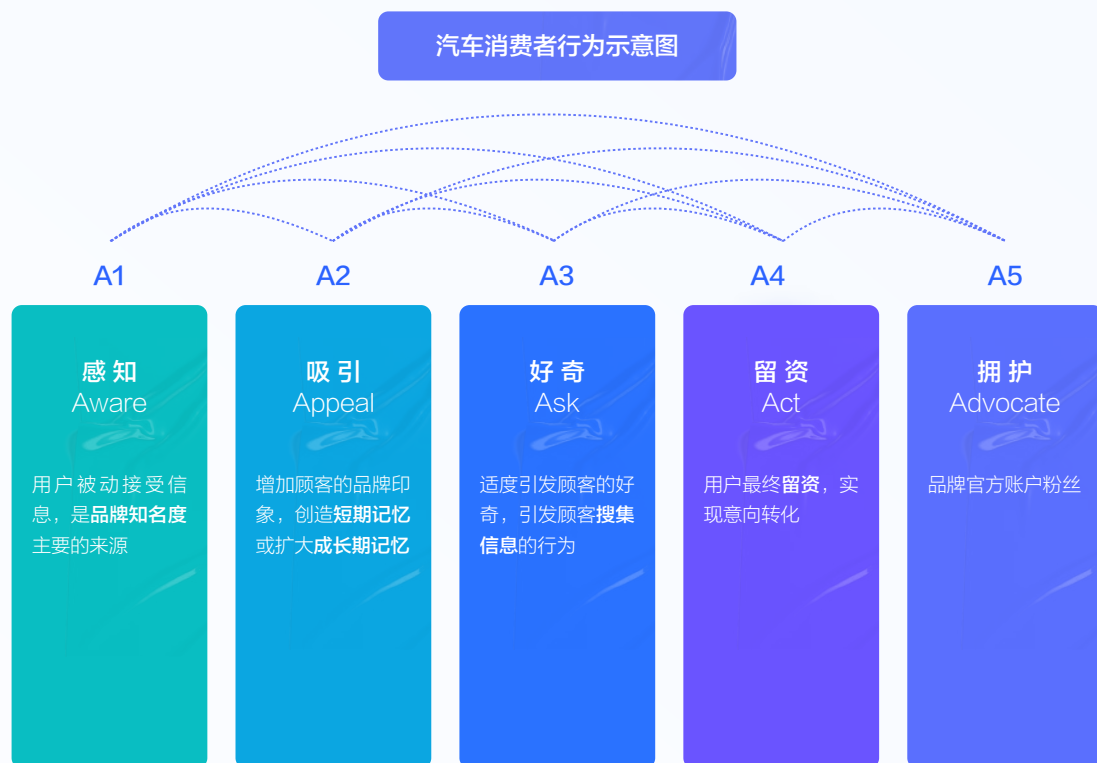 汽车消费者行为示意图
A1
A2
A3
A4
A5
感知
Aware
用户被动接受信
息，是品牌知名度
主要的来源
吸引
Appeal
增加顾客的品牌印
象，创造短期记忆
或扩大成长期记忆
好奇
Ask
适度引发顾客的好
奇，引发顾客搜集
信息的行为
留资
Act
用户最终留资，实
现意向转化
拥护
Advocate
品牌官方账户粉丝